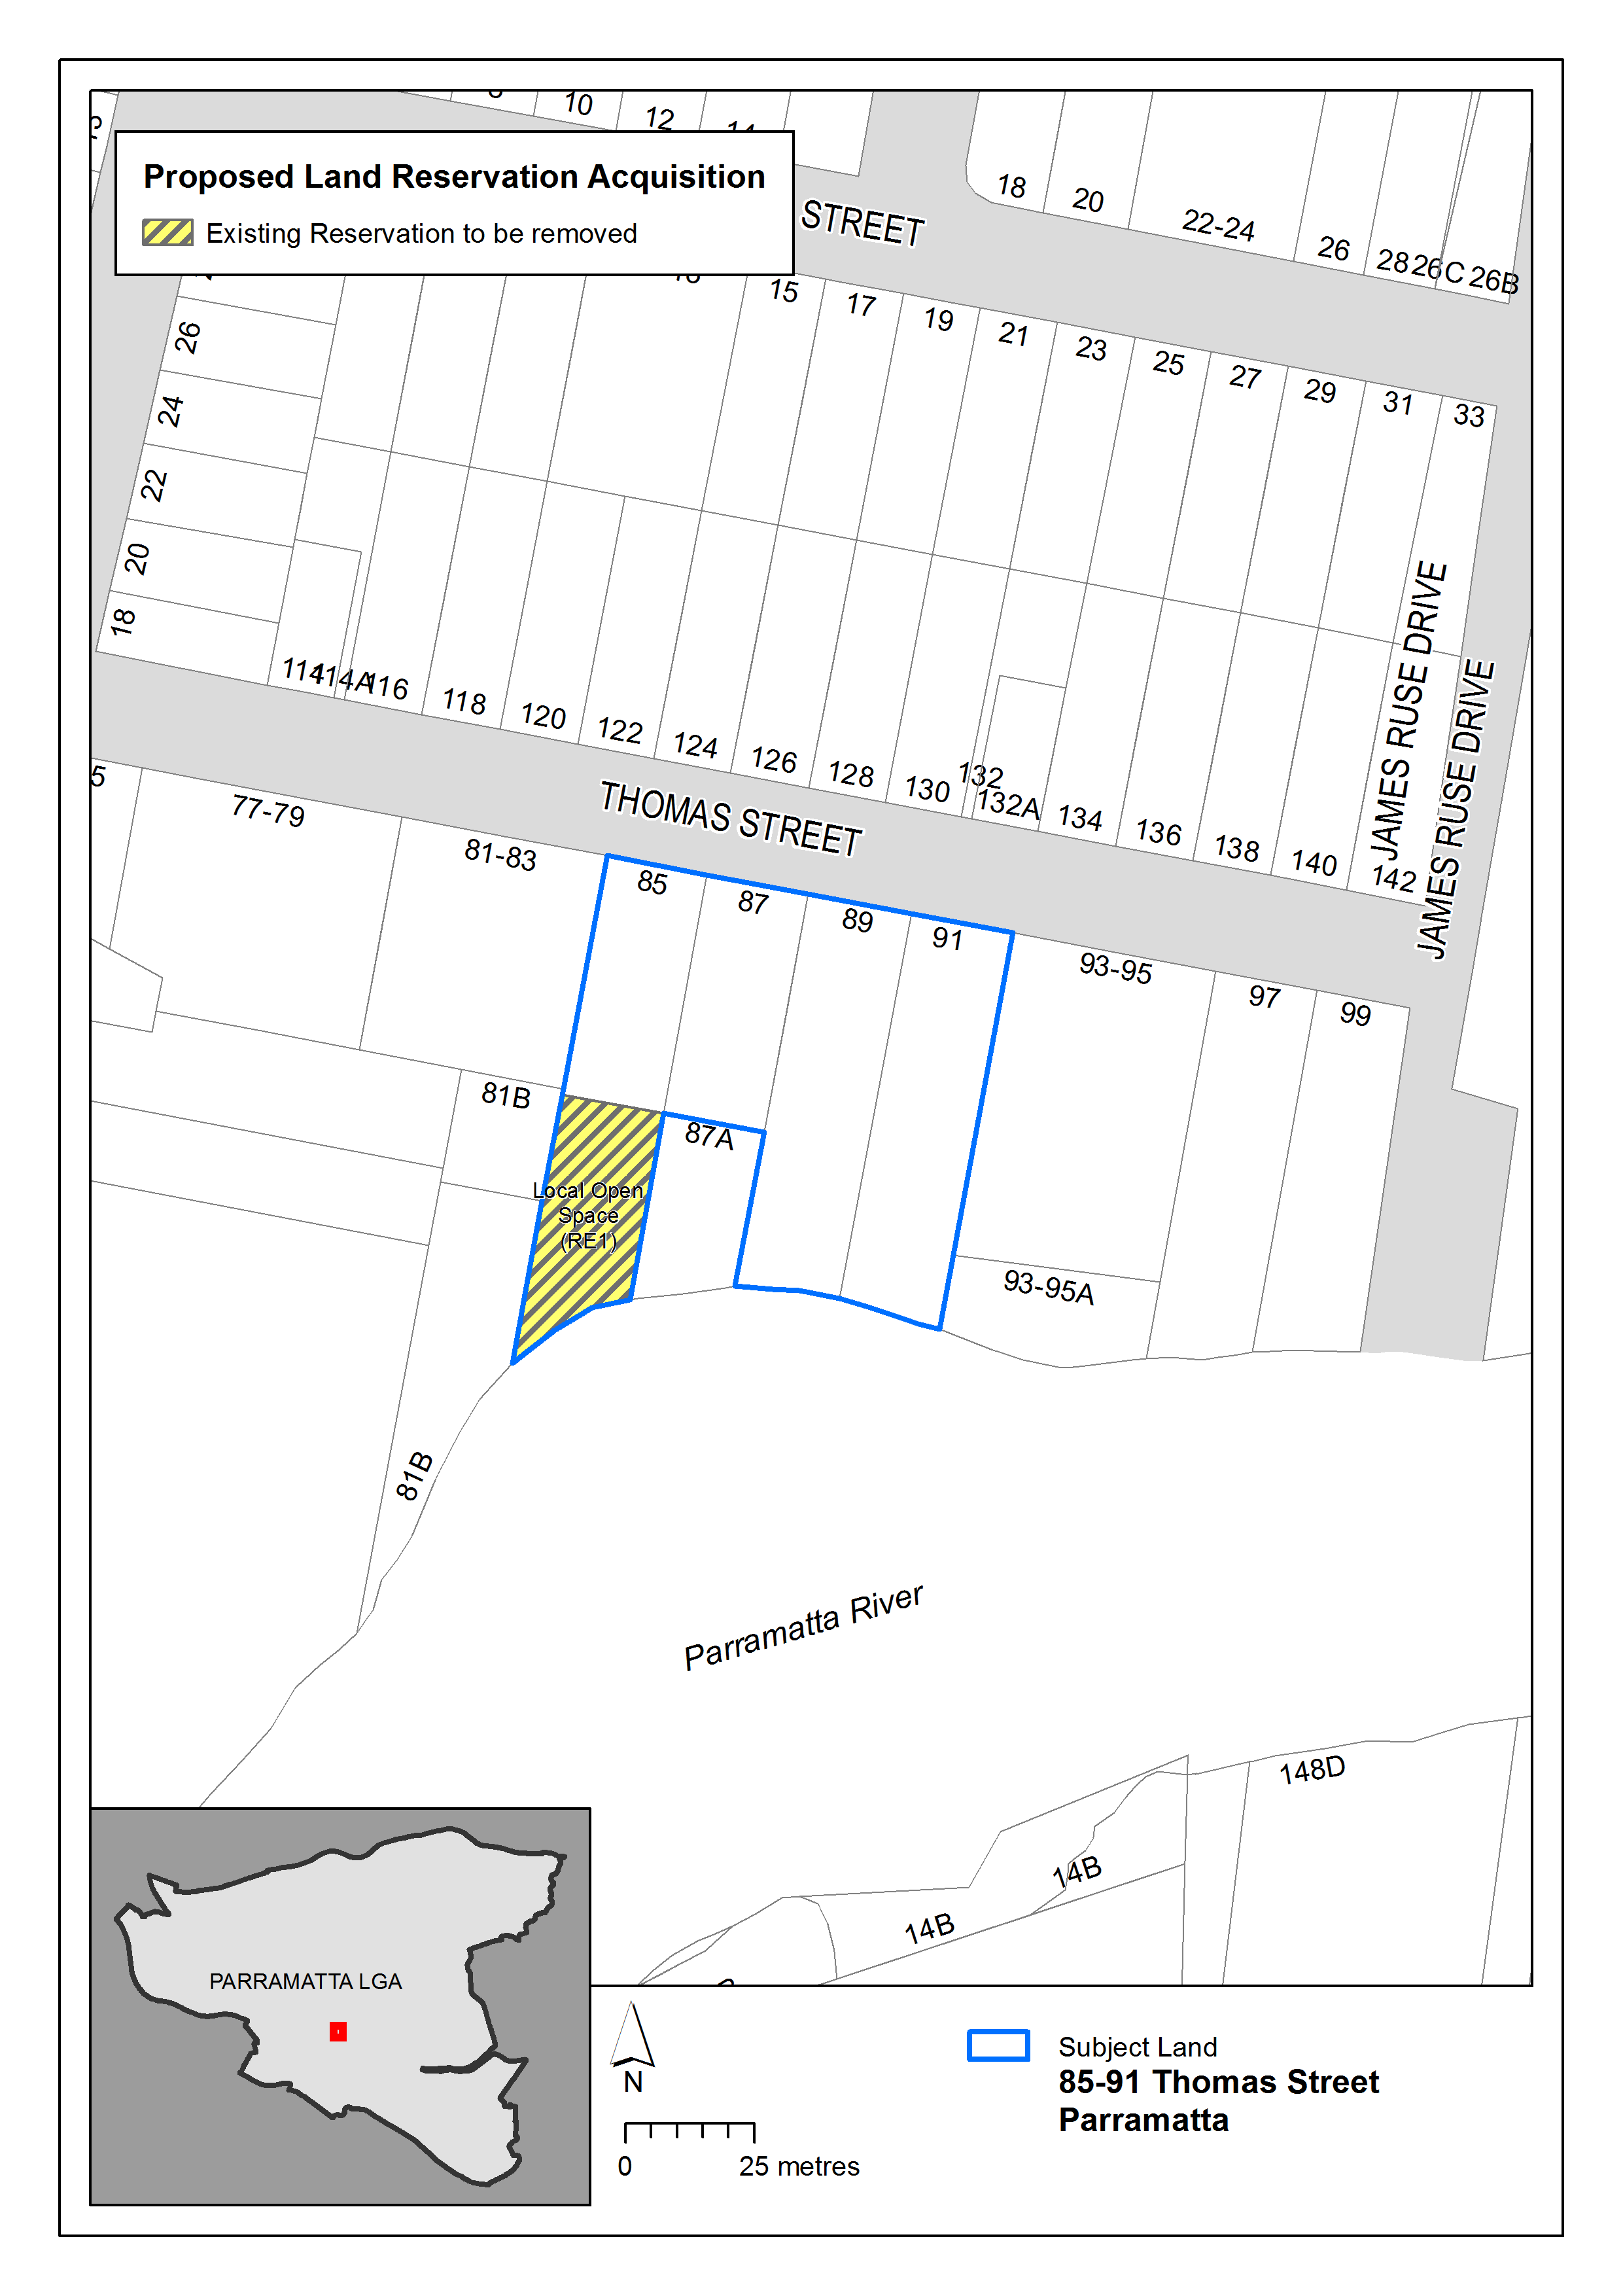 10
12
14
Proposed Land Reservation Acquisition
Existing Reservation to be removed
STREET
18
20
22-24
26
28
26C
26B
15
17
19
21
23
25
27
29
31
33
26
24
22
20
18
114
114A
116
118
120
122
124
126
128
130
132
132A
134
136
138
140
142
JAMES RUSE DRIVE
JAMES RUSE DRIVE
THOMAS STREET
5
77-79
81-83
85
87
89
91
93-95
97
99
81B
87A
Local Open
Space
(RE1)
93-95A
81B
Parramatta River
148D
14B
14B
PARRAMATTA LGA
N
0
25 metres
Subject Land
85-91 Thomas Street
Parramatta